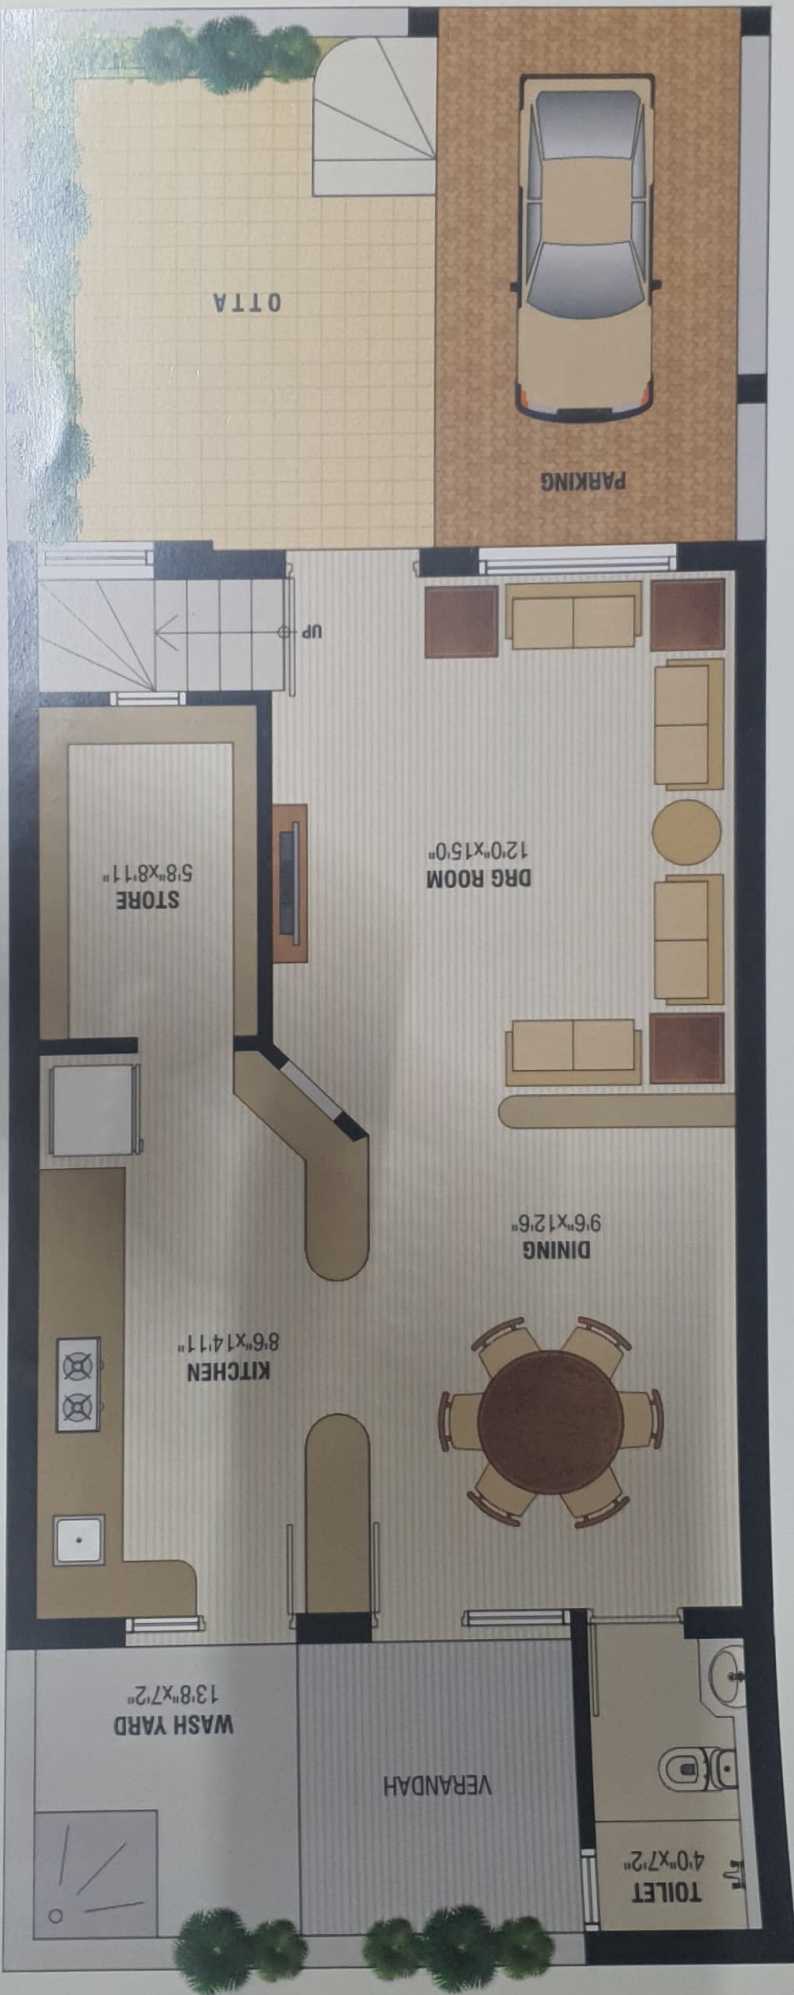 TOILET
4'0"x7'2"
VERANDAH
WASH YARD
13'8"x7'2"
KITCHEN
8'6"x14'11"
DINING
9'6"x12'6"
STORE
5'8"x8'11"
DRG ROOM
12'0"x15'0"
UP
PARKING
OTTA